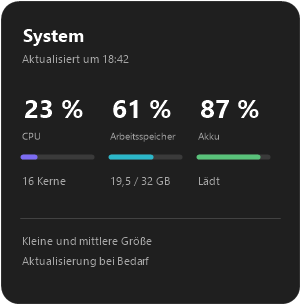 System
Aktualisiert um 18:42
23 % 61 % 87 %
CPU Arbeitsspeicher Akku
16 Kerne 19,5 / 32 GB Lädt
Kleine und mittlere Größe
Aktualisierung bei Bedarf